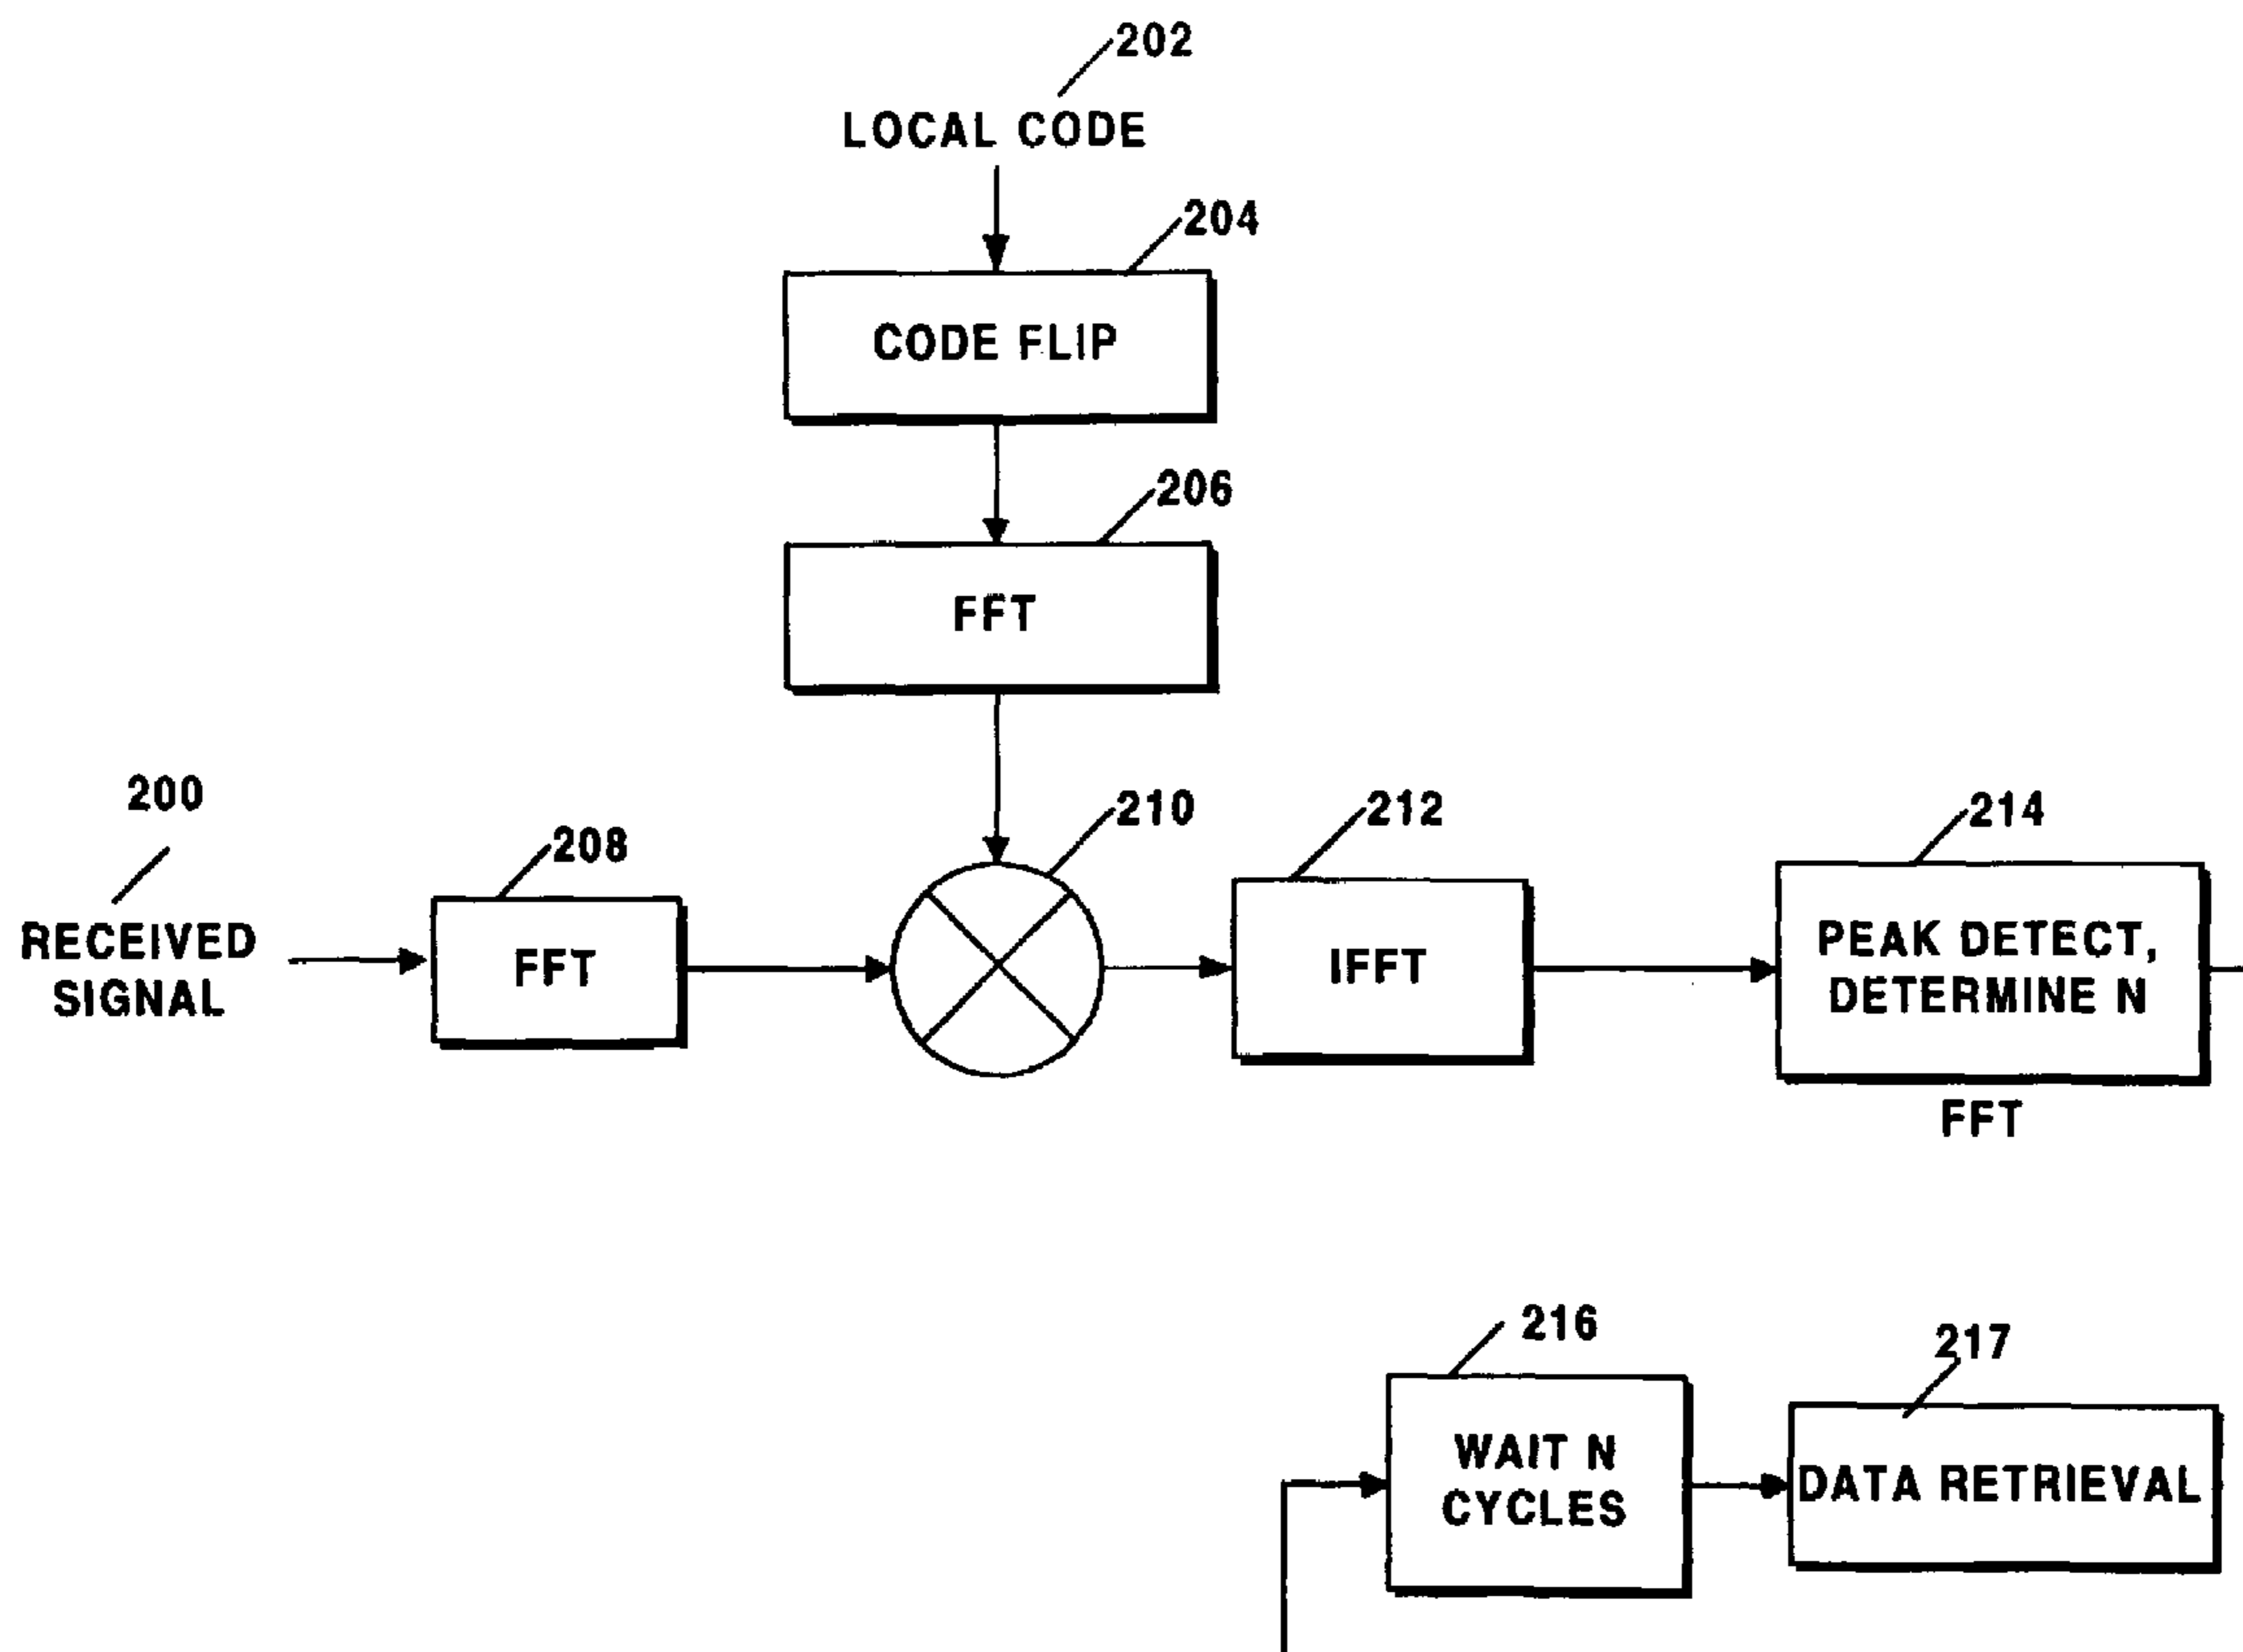 202
LOCAL CODE
204
CODE FLIP
206
FFT
200
RECEIVED
SIGNAL
208
FFT
210
212
IFFT
214
PEAK DETECT,
DETERMINE N
FFT
216
WAIT N
CYCLES
217
DATA RETRIEVAL